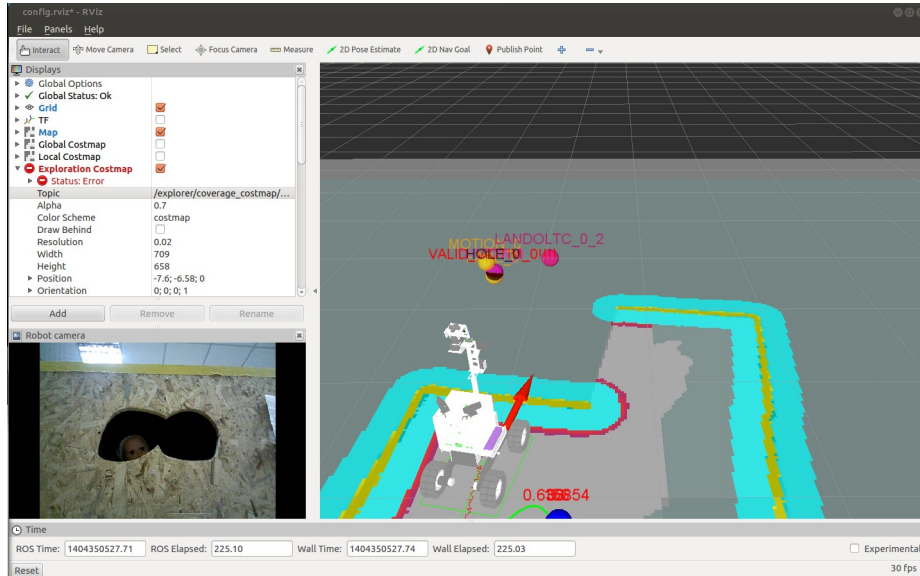 config.rviz* - RViz
File Panels Help
Interact Move Camera Select Focus Camera Measure 2D Pose Estimate 2D Nav Goal Publish Point
Displays
Global Options
Global Status: Ok
Grid
TF
Map
Global Costmap
Local Costmap
Exploration Costmap
Status: Error
Topic /explorer/coverage_costmap/...
Alpha 0.7
Color Scheme costmap
Draw Behind
Resolution 0.02
Width 709
Height 658
Position -7.6; -6.58; 0
Orientation 0; 0; 0; 1
Add Remove Rename
Robot camera
LANDOLTC_0_2
HOLE_0
Time
ROS Time: 1404350527.71 ROS Elapsed: 225.10 Wall Time: 1404350527.74 Wall Elapsed: 225.03 Experimental
Reset 30 fps